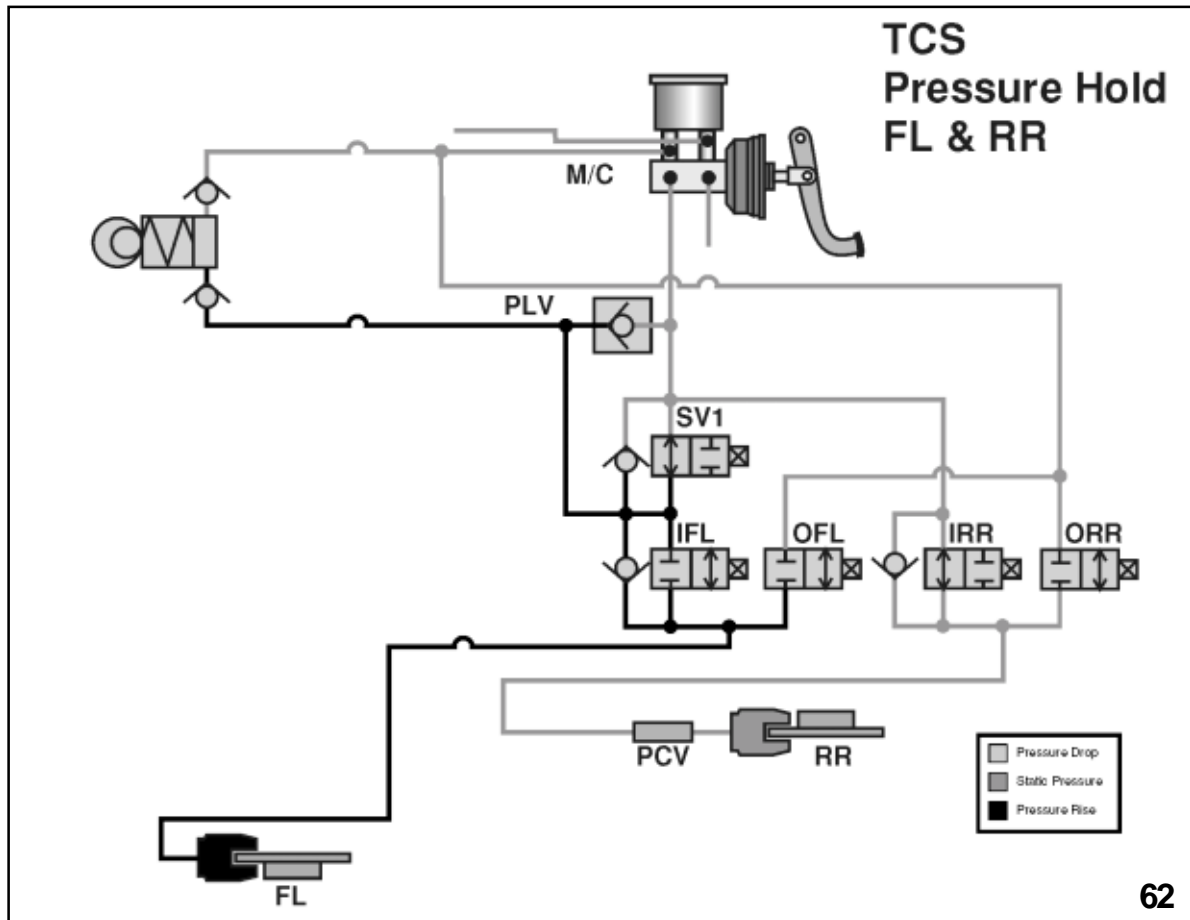 TCS
Pressure Hold
FL & RR
M/C
PLV
SV1
IFL
OFL
IRR
ORR
PCV
RR
Pressure Drop
Static Pressure
Pressure Rise
FL
62